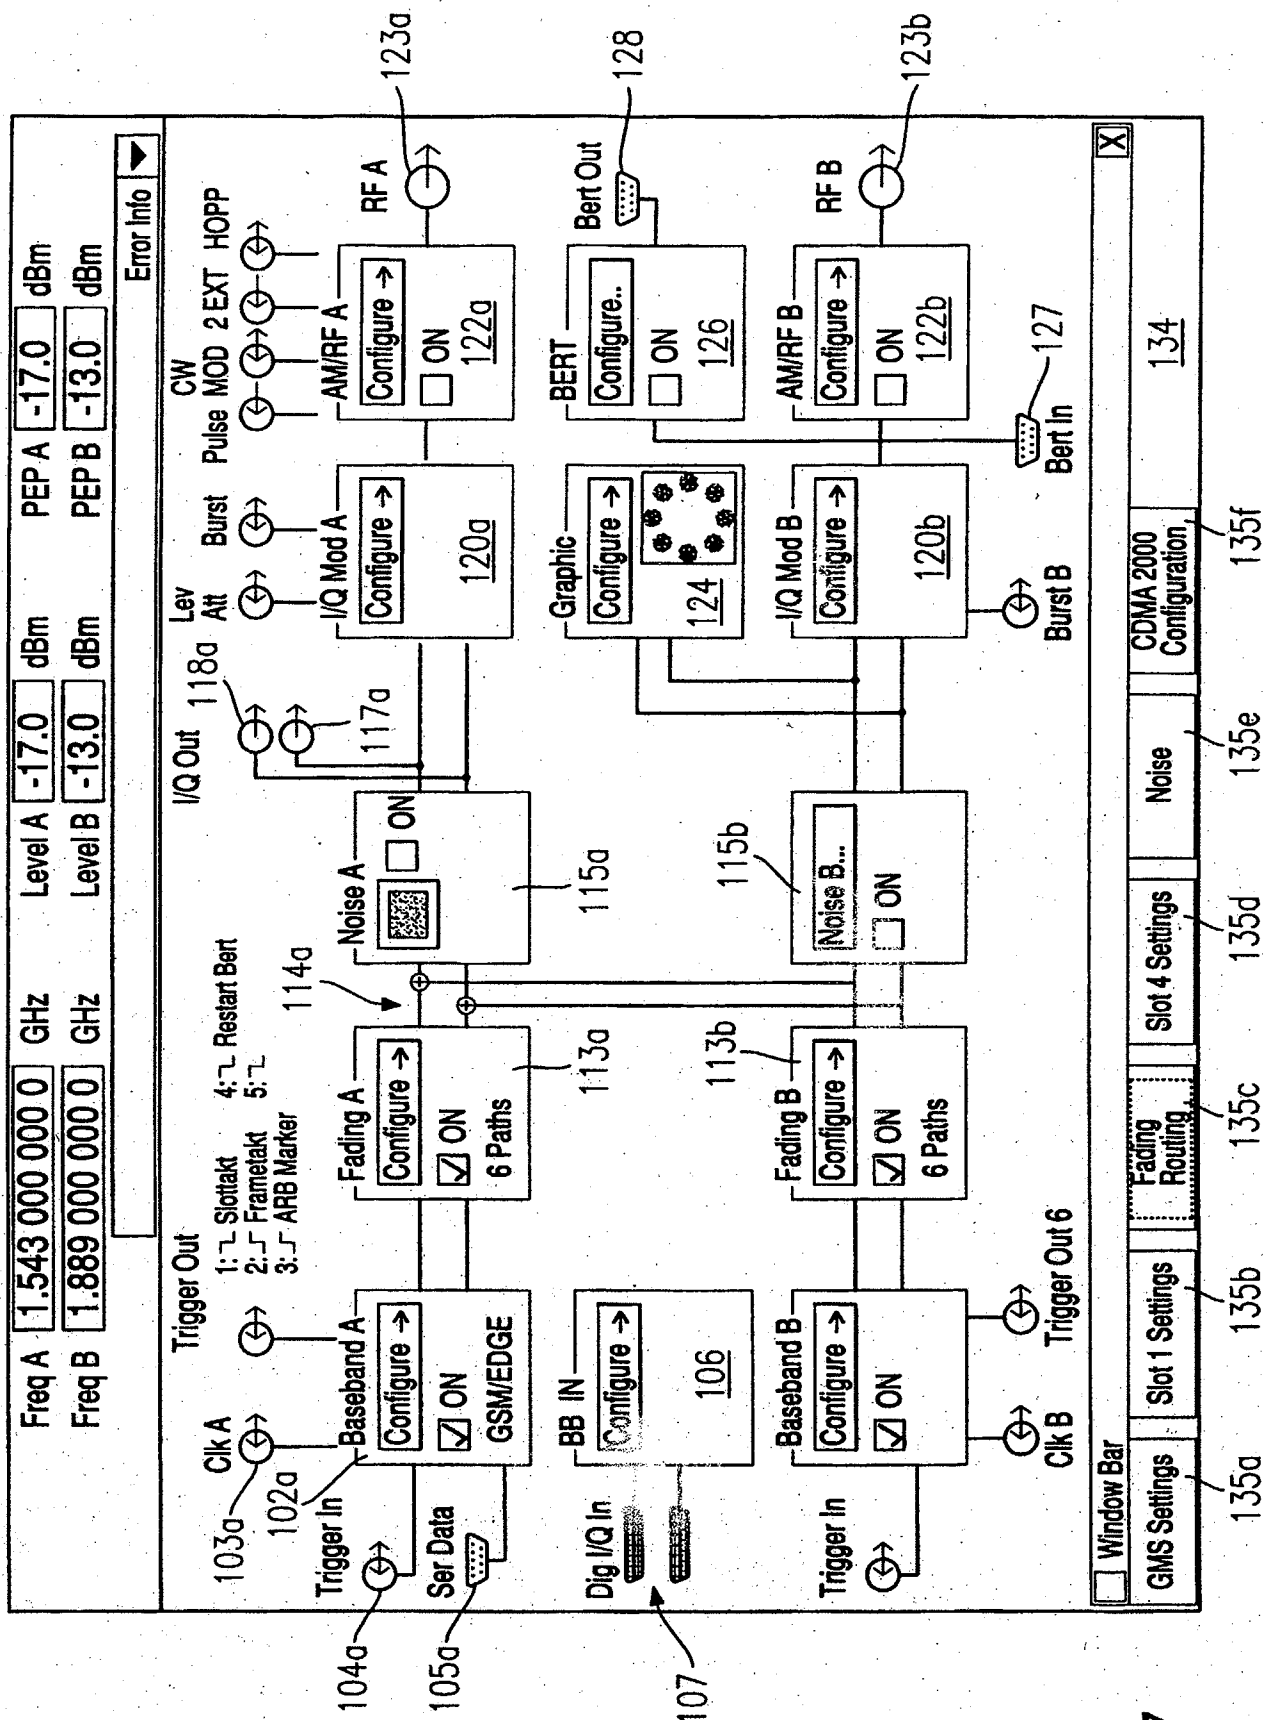 Freq A 1.543 000 000 0 GHz Level A -17.0 dBm PEP A -17.0 dBm
Freq B 1.889 000 000 0 GHz Level B -13.0 dBm PEP B -13.0 dBm
Error Info
Clk A
Trigger Out
1: Slottakt 4: Restart Bert
2: Frametakt 5:
3: ARB Marker
I/Q Out
Lev
Att
Burst
CW
Pulse MOD 2 EXT HOPP
103a
102a
114a
118a
117a
Trigger In
104a
Ser Data
105a
Baseband A
Configure →
ON
GSM/EDGE
Fading A
Configure →
ON
6 Paths
113a
Noise A
ON
115a
I/Q Mod A
Configure →
120a
AM/RF A
Configure →
ON
122a
RF A
123a
Dig I/Q In
107
BB IN
Configure →
106
Graphic
Configure →
124
BERT
Configure..
ON
126
Bert Out
128
Trigger In
Baseband B
Configure →
ON
113b
Fading B
Configure →
ON
6 Paths
115b
Noise B...
ON
I/Q Mod B
Configure →
120b
AM/RF B
Configure →
ON
122b
RF B
123b
Clk B
Trigger Out 6
Burst B
Bert In
127
Window Bar X
GMS Settings
Slot 1 Settings
Fading
Routing
Slot 4 Settings
Noise
CDMA 2000
Configuration
134
135a
135b
135c
135d
135e
135f